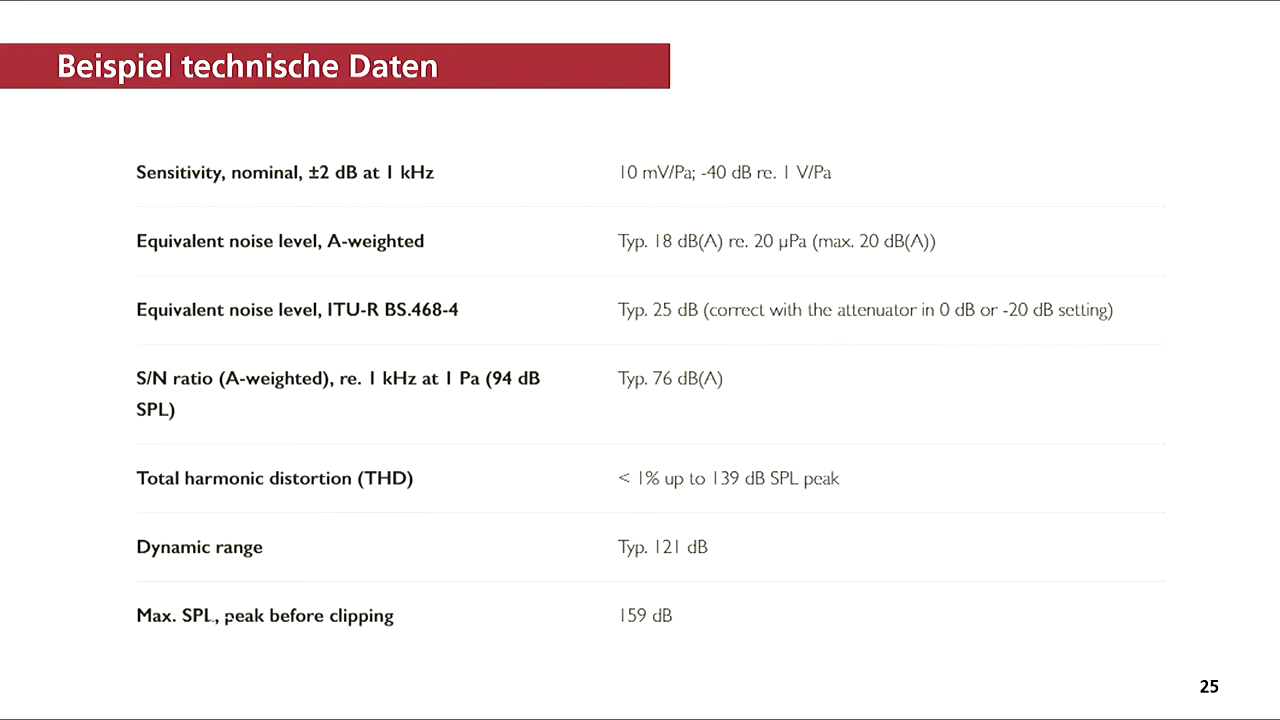 Beispiel technische Daten
Sensitivity, nominal, ±2 dB at 1 kHz
10 mV/Pa; -40 dB re. 1 V/Pa
Equivalent noise level, A-weighted
Typ. 18 dB(A) re. 20 µPa (max. 20 dB(A))
Equivalent noise level, ITU-R BS.468-4
Typ. 25 dB (correct with the attenuator in 0 dB or -20 dB setting)
S/N ratio (A-weighted), re. 1 kHz at 1 Pa (94 dB
SPL)
Typ. 76 dB(A)
Total harmonic distortion (THD)
< 1% up to 139 dB SPL peak
Dynamic range
Typ. 121 dB
Max. SPL, peak before clipping
159 dB
25